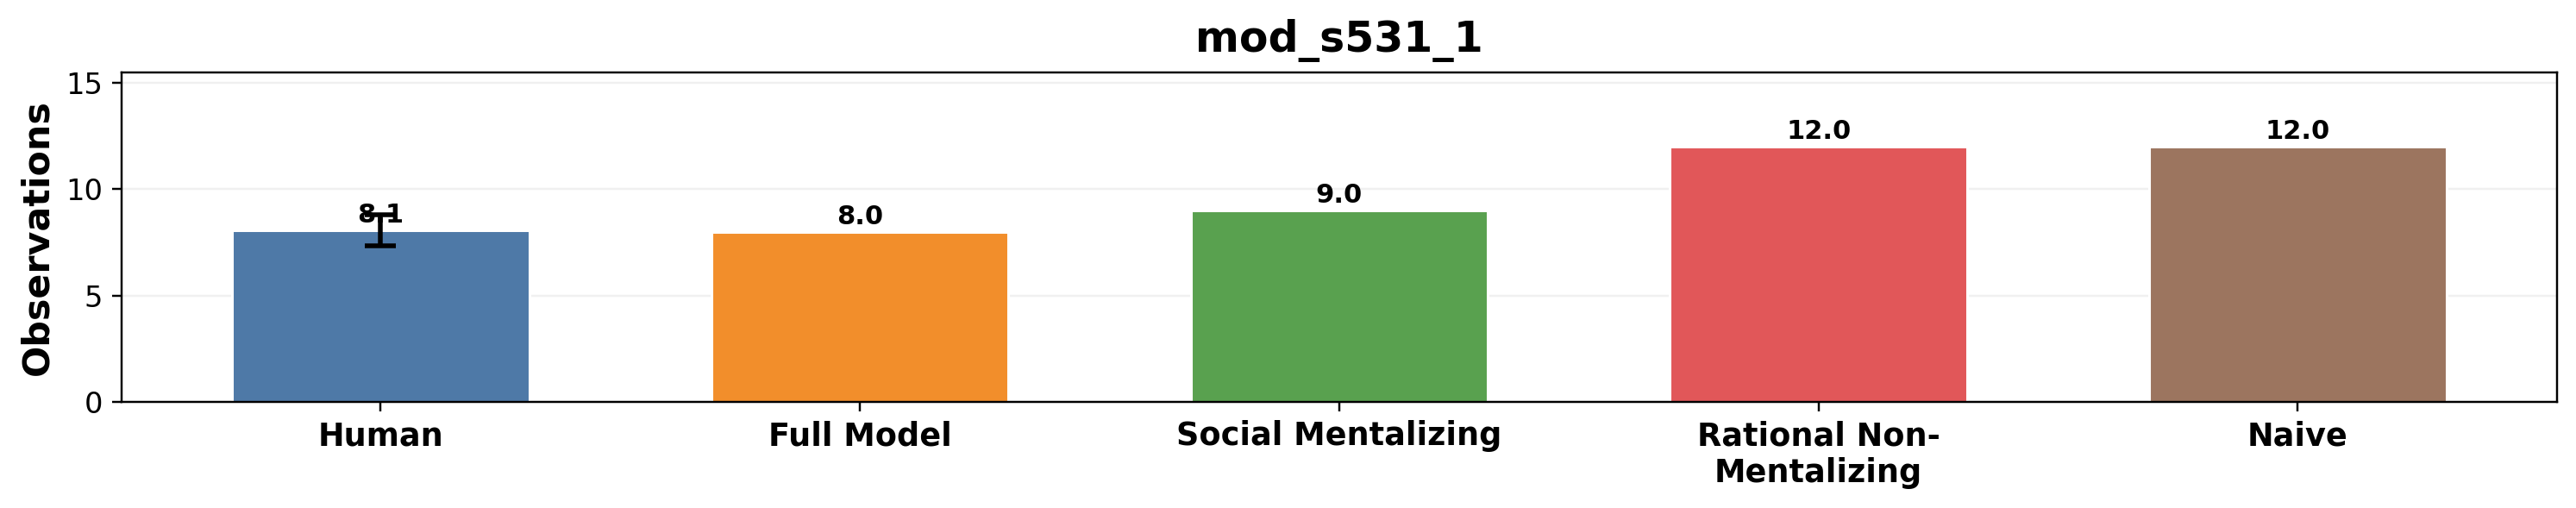 mod_s531_1
Observations
15
10
5
0
8.1
8.0
9.0
12.0
12.0
Human
Full Model
Social Mentalizing
Rational Non-
Mentalizing
Naive